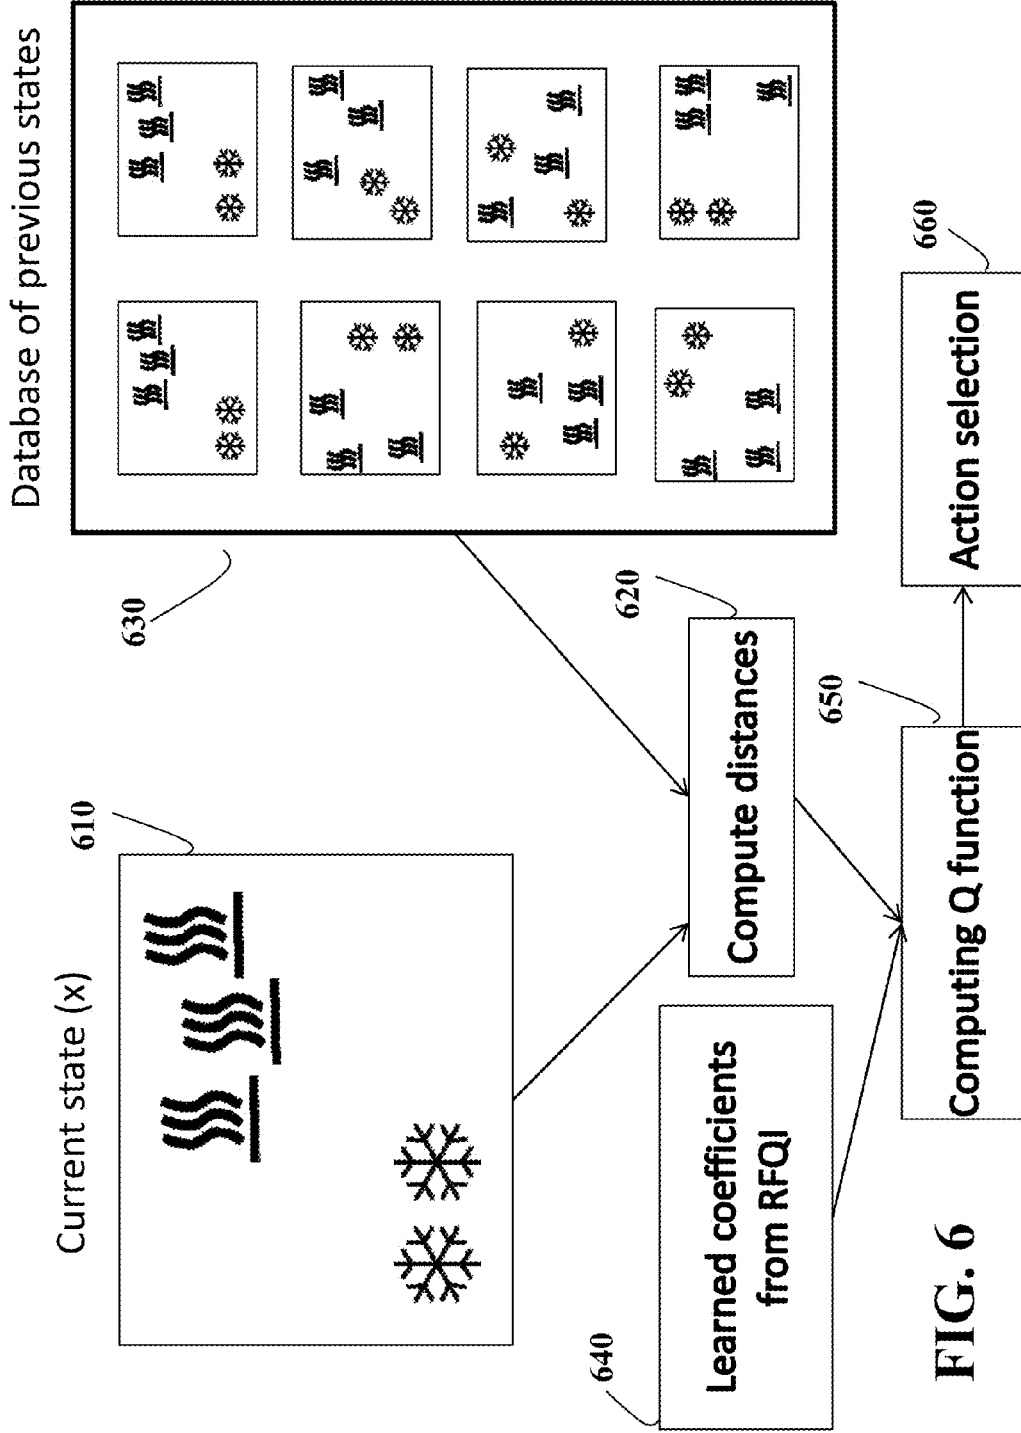 Current state (x)
Database of previous states
610
630
620
Compute distances
640
Learned coefficients
from RFQI
650
Computing Q function
660
Action selection
FIG. 6